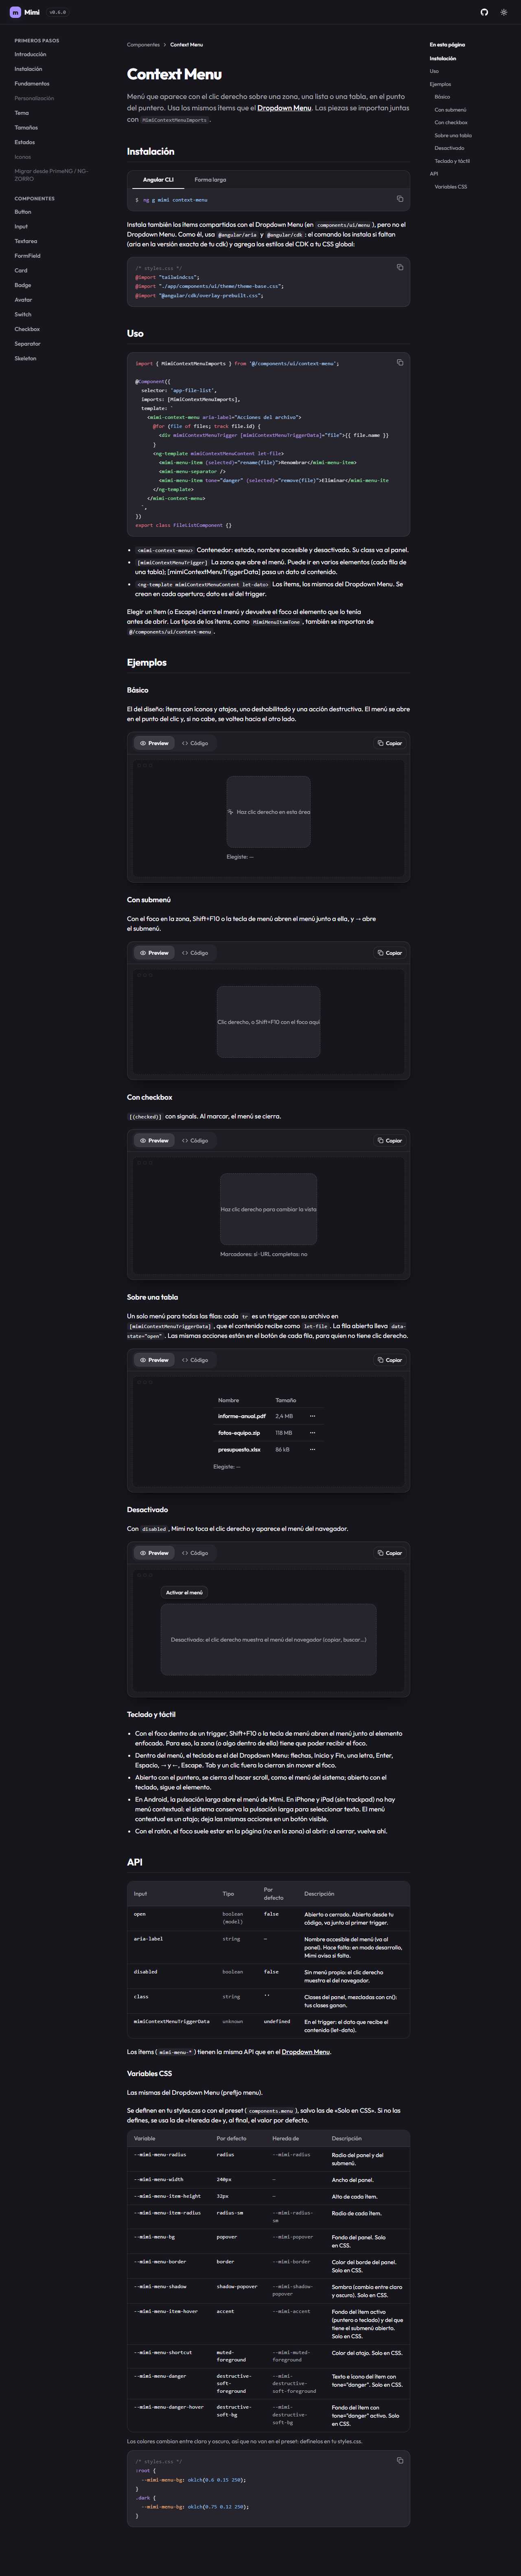 m Mimi v0.6.0
PRIMEROS PASOS
Introducción
Instalación
Fundamentos
Personalización
Tema
Tamaños
Estados
Iconos
Migrar desde PrimeNG / NG-
ZORRO
COMPONENTES
Button
Input
Textarea
FormField
Card
Badge
Avatar
Switch
Checkbox
Separator
Skeleton
Componentes > Context Menu
Context Menu
Menú que aparece con el clic derecho sobre una zona, una lista o una tabla, en el punto
del puntero. Usa los mismos ítems que el Dropdown Menu. Las piezas se importan juntas
con MimiContextMenuImports.
Instalación
Angular CLI Forma larga
$ ng g mimi context-menu
Instala también los ítems compartidos con el Dropdown Menu (en components/ui/menu), pero no el
Dropdown Menu. Como él, usa @angular/aria y @angular/cdk: el comando los instala si faltan
(aria en la versión exacta de tu cdk) y agrega los estilos del CDK a tu CSS global:
/* styles.css */
@import "tailwindcss";
@import "./app/components/ui/theme/theme-base.css";
@import "@angular/cdk/overlay-prebuilt.css";
Uso
import { MimiContextMenuImports } from '@/components/ui/context-menu';
@Component({
selector: 'app-file-list',
imports: [MimiContextMenuImports],
template: `
<mimi-context-menu aria-label="Acciones del archivo">
@for (file of files; track file.id) {
<div mimiContextMenuTrigger [mimiContextMenuTriggerData]="file">{{ file.name }}
}
<ng-template mimiContextMenuContent let-file>
<mimi-menu-item (selected)="rename(file)">Renombrar</mimi-menu-item>
<mimi-menu-separator />
<mimi-menu-item tone="danger" (selected)="remove(file)">Eliminar</mimi-menu-ite
</ng-template>
</mimi-context-menu>
`,
})
export class FileListComponent {}
• <mimi-context-menu> Contenedor: estado, nombre accesible y desactivado. Su class va al panel.
• [mimiContextMenuTrigger] La zona que abre el menú. Puede ir en varios elementos (cada fila de
una tabla); [mimiContextMenuTriggerData] pasa un dato al contenido.
• <ng-template mimiContextMenuContent let-dato> Los ítems, los mismos del Dropdown Menu. Se
crean en cada apertura; dato es el del trigger.
Elegir un ítem (o Escape) cierra el menú y devuelve el foco al elemento que lo tenía
antes de abrir. Los tipos de los ítems, como MimiMenuItemTone, también se importan de
@/components/ui/context-menu.
Ejemplos
Básico
El del diseño: ítems con iconos y atajos, uno deshabilitado y una acción destructiva. El menú se abre
en el punto del clic y, si no cabe, se voltea hacia el otro lado.
Preview Código Copiar
Haz clic derecho en esta área
Elegiste: —
Con submenú
Con el foco en la zona, Shift+F10 o la tecla de menú abren el menú junto a ella, y → abre
el submenú.
Preview Código Copiar
Clic derecho, o Shift+F10 con el foco aquí
Con checkbox
[(checked)] con signals. Al marcar, el menú se cierra.
Preview Código Copiar
Haz clic derecho para cambiar la vista
Marcadores: sí · URL completas: no
Sobre una tabla
Un solo menú para todas las filas: cada tr es un trigger con su archivo en
[mimiContextMenuTriggerData], que el contenido recibe como let-file. La fila abierta lleva data-
state="open". Las mismas acciones están en el botón de cada fila, para quien no tiene clic derecho.
Preview Código Copiar
Nombre Tamaño
informe-anual.pdf 2,4 MB ···
fotos-equipo.zip 118 MB ···
presupuesto.xlsx 86 kB ···
Elegiste: —
Desactivado
Con disabled, Mimi no toca el clic derecho y aparece el menú del navegador.
Preview Código Copiar
Activar el menú
Desactivado: el clic derecho muestra el menú del navegador (copiar, buscar…)
Teclado y táctil
• Con el foco dentro de un trigger, Shift+F10 o la tecla de menú abren el menú junto al elemento
enfocado. Para eso, la zona (o algo dentro de ella) tiene que poder recibir el foco.
• Dentro del menú, el teclado es el del Dropdown Menu: flechas, Inicio y Fin, una letra, Enter,
Espacio, → y ←, Escape. Tab y un clic fuera lo cierran sin mover el foco.
• Abierto con el puntero, se cierra al hacer scroll, como el menú del sistema; abierto con el
teclado, sigue al elemento.
• En Android, la pulsación larga abre el menú de Mimi. En iPhone y iPad (sin trackpad) no hay
menú contextual: el sistema conserva la pulsación larga para seleccionar texto. El menú
contextual es un atajo; deja las mismas acciones en un botón visible.
• Con el ratón, el foco suele estar en la página (no en la zona) al abrir: al cerrar, vuelve ahí.
API
Input Tipo Por
defecto Descripción
open boolean
(model) false Abierto o cerrado. Abierto desde tu
código, va junto al primer trigger.
aria-label string — Nombre accesible del menú (va al
panel). Hace falta: en modo desarrollo,
Mimi avisa si falta.
disabled boolean false Sin menú propio: el clic derecho
muestra el del navegador.
class string '' Clases del panel, mezcladas con cn():
tus clases ganan.
mimiContextMenuTriggerData unknown undefined En el trigger: el dato que recibe el
contenido (let-dato).
Los ítems (mimi-menu-*) tienen la misma API que en el Dropdown Menu.
Variables CSS
Las mismas del Dropdown Menu (prefijo menu).
Se definen en tu styles.css o con el preset (components.menu), salvo las de «Solo en CSS». Si no las
defines, se usa la de «Hereda de» y, al final, el valor por defecto.
Variable Por defecto Hereda de Descripción
--mimi-menu-radius radius --mimi-radius Radio del panel y del
submenú.
--mimi-menu-width 240px — Ancho del panel.
--mimi-menu-item-height 32px — Alto de cada ítem.
--mimi-menu-item-radius radius-sm --mimi-radius-
sm Radio de cada ítem.
--mimi-menu-bg popover --mimi-popover Fondo del panel. Solo
en CSS.
--mimi-menu-border border --mimi-border Color del borde del panel.
Solo en CSS.
--mimi-menu-shadow shadow-popover --mimi-shadow-
popover Sombra (cambia entre claro
y oscuro). Solo en CSS.
--mimi-menu-item-hover accent --mimi-accent Fondo del ítem activo
(puntero o teclado) y del que
tiene el submenú abierto.
Solo en CSS.
--mimi-menu-shortcut muted-
foreground --mimi-muted-
foreground Color del atajo. Solo en CSS.
--mimi-menu-danger destructive-
soft-
foreground --mimi-
destructive-
soft-foreground Texto e icono del ítem con
tone="danger". Solo en CSS.
--mimi-menu-danger-hover destructive-
soft-bg --mimi-
destructive-
soft-bg Fondo del ítem con
tone="danger" activo. Solo
en CSS.
Los colores cambian entre claro y oscuro, así que no van en el preset: defínelos en tu styles.css.
/* styles.css */
:root {
--mimi-menu-bg: oklch(0.6 0.15 250);
}
.dark {
--mimi-menu-bg: oklch(0.75 0.12 250);
}
En esta página
Instalación
Uso
Ejemplos
Básico
Con submenú
Con checkbox
Sobre una tabla
Desactivado
Teclado y táctil
API
Variables CSS